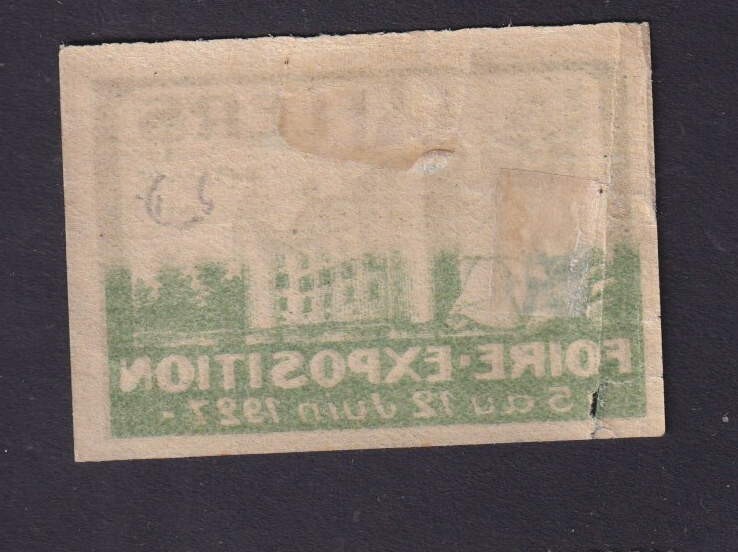 FOIRE·EXPOSITION
5 au 12 Juin 1927 -